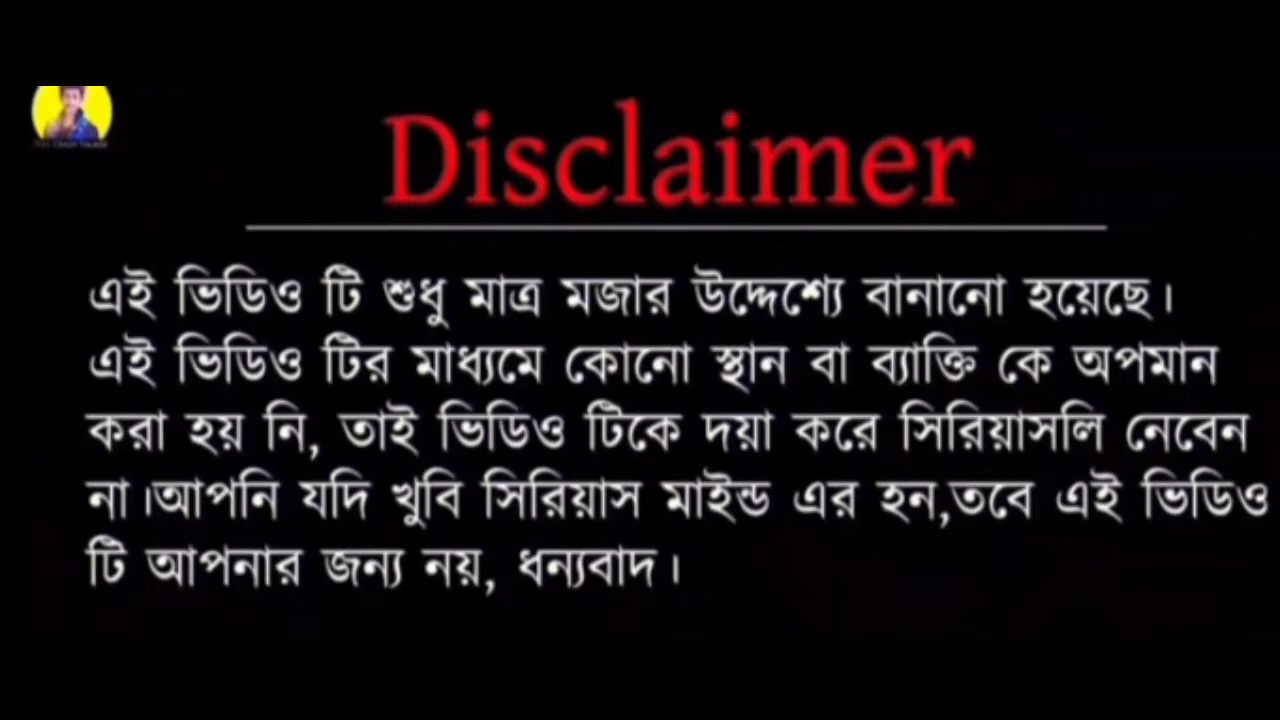 Disclaimer
এই ভিডিও টি শুধু মাত্র মজার উদ্দেশ্যে বানানো হয়েছে।
এই ভিডিও টির মাধ্যমে কোনো স্থান বা ব্যাক্তি কে অপমান
করা হয় নি, তাই ভিডিও টিকে দয়া করে সিরিয়াসলি নেবেন
না।আপনি যদি খুবি সিরিয়াস মাইন্ড এর হন,তবে এই ভিডিও
টি আপনার জন্য নয়, ধন্যবাদ।